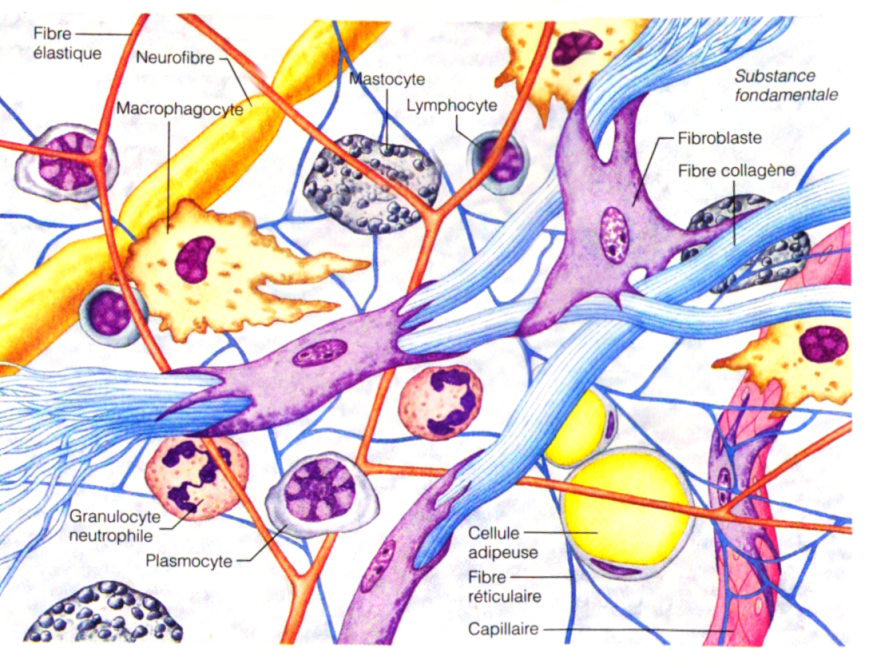 Fibre
élastique
Neurofibre
Mastocyte
Macrophagocyte
Lymphocyte
Substance
fondamentale
Fibroblaste
Fibre collagène
Granulocyte
neutrophile
Plasmocyte
Cellule
adipeuse
Fibre
réticulaire
Capillaire